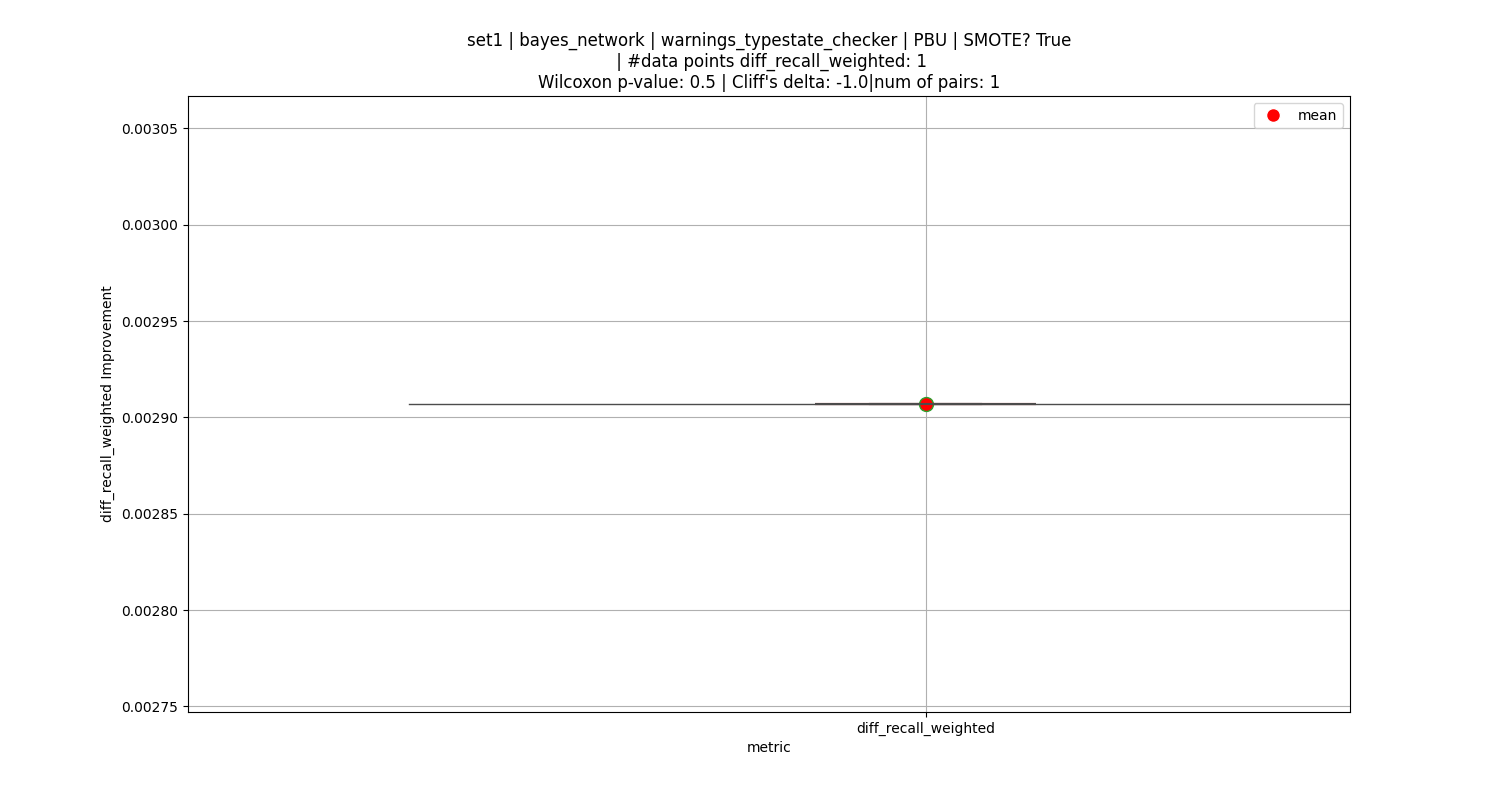 set1 | bayes_network | warnings_typestate_checker | PBU | SMOTE? True
| #data points diff_recall_weighted: 1
Wilcoxon p-value: 0.5 | Cliff's delta: -1.0|num of pairs: 1
mean
0.00305
0.00300
0.00295
0.00290
0.00285
0.00280
0.00275
diff_recall_weighted Improvement
diff_recall_weighted
metric